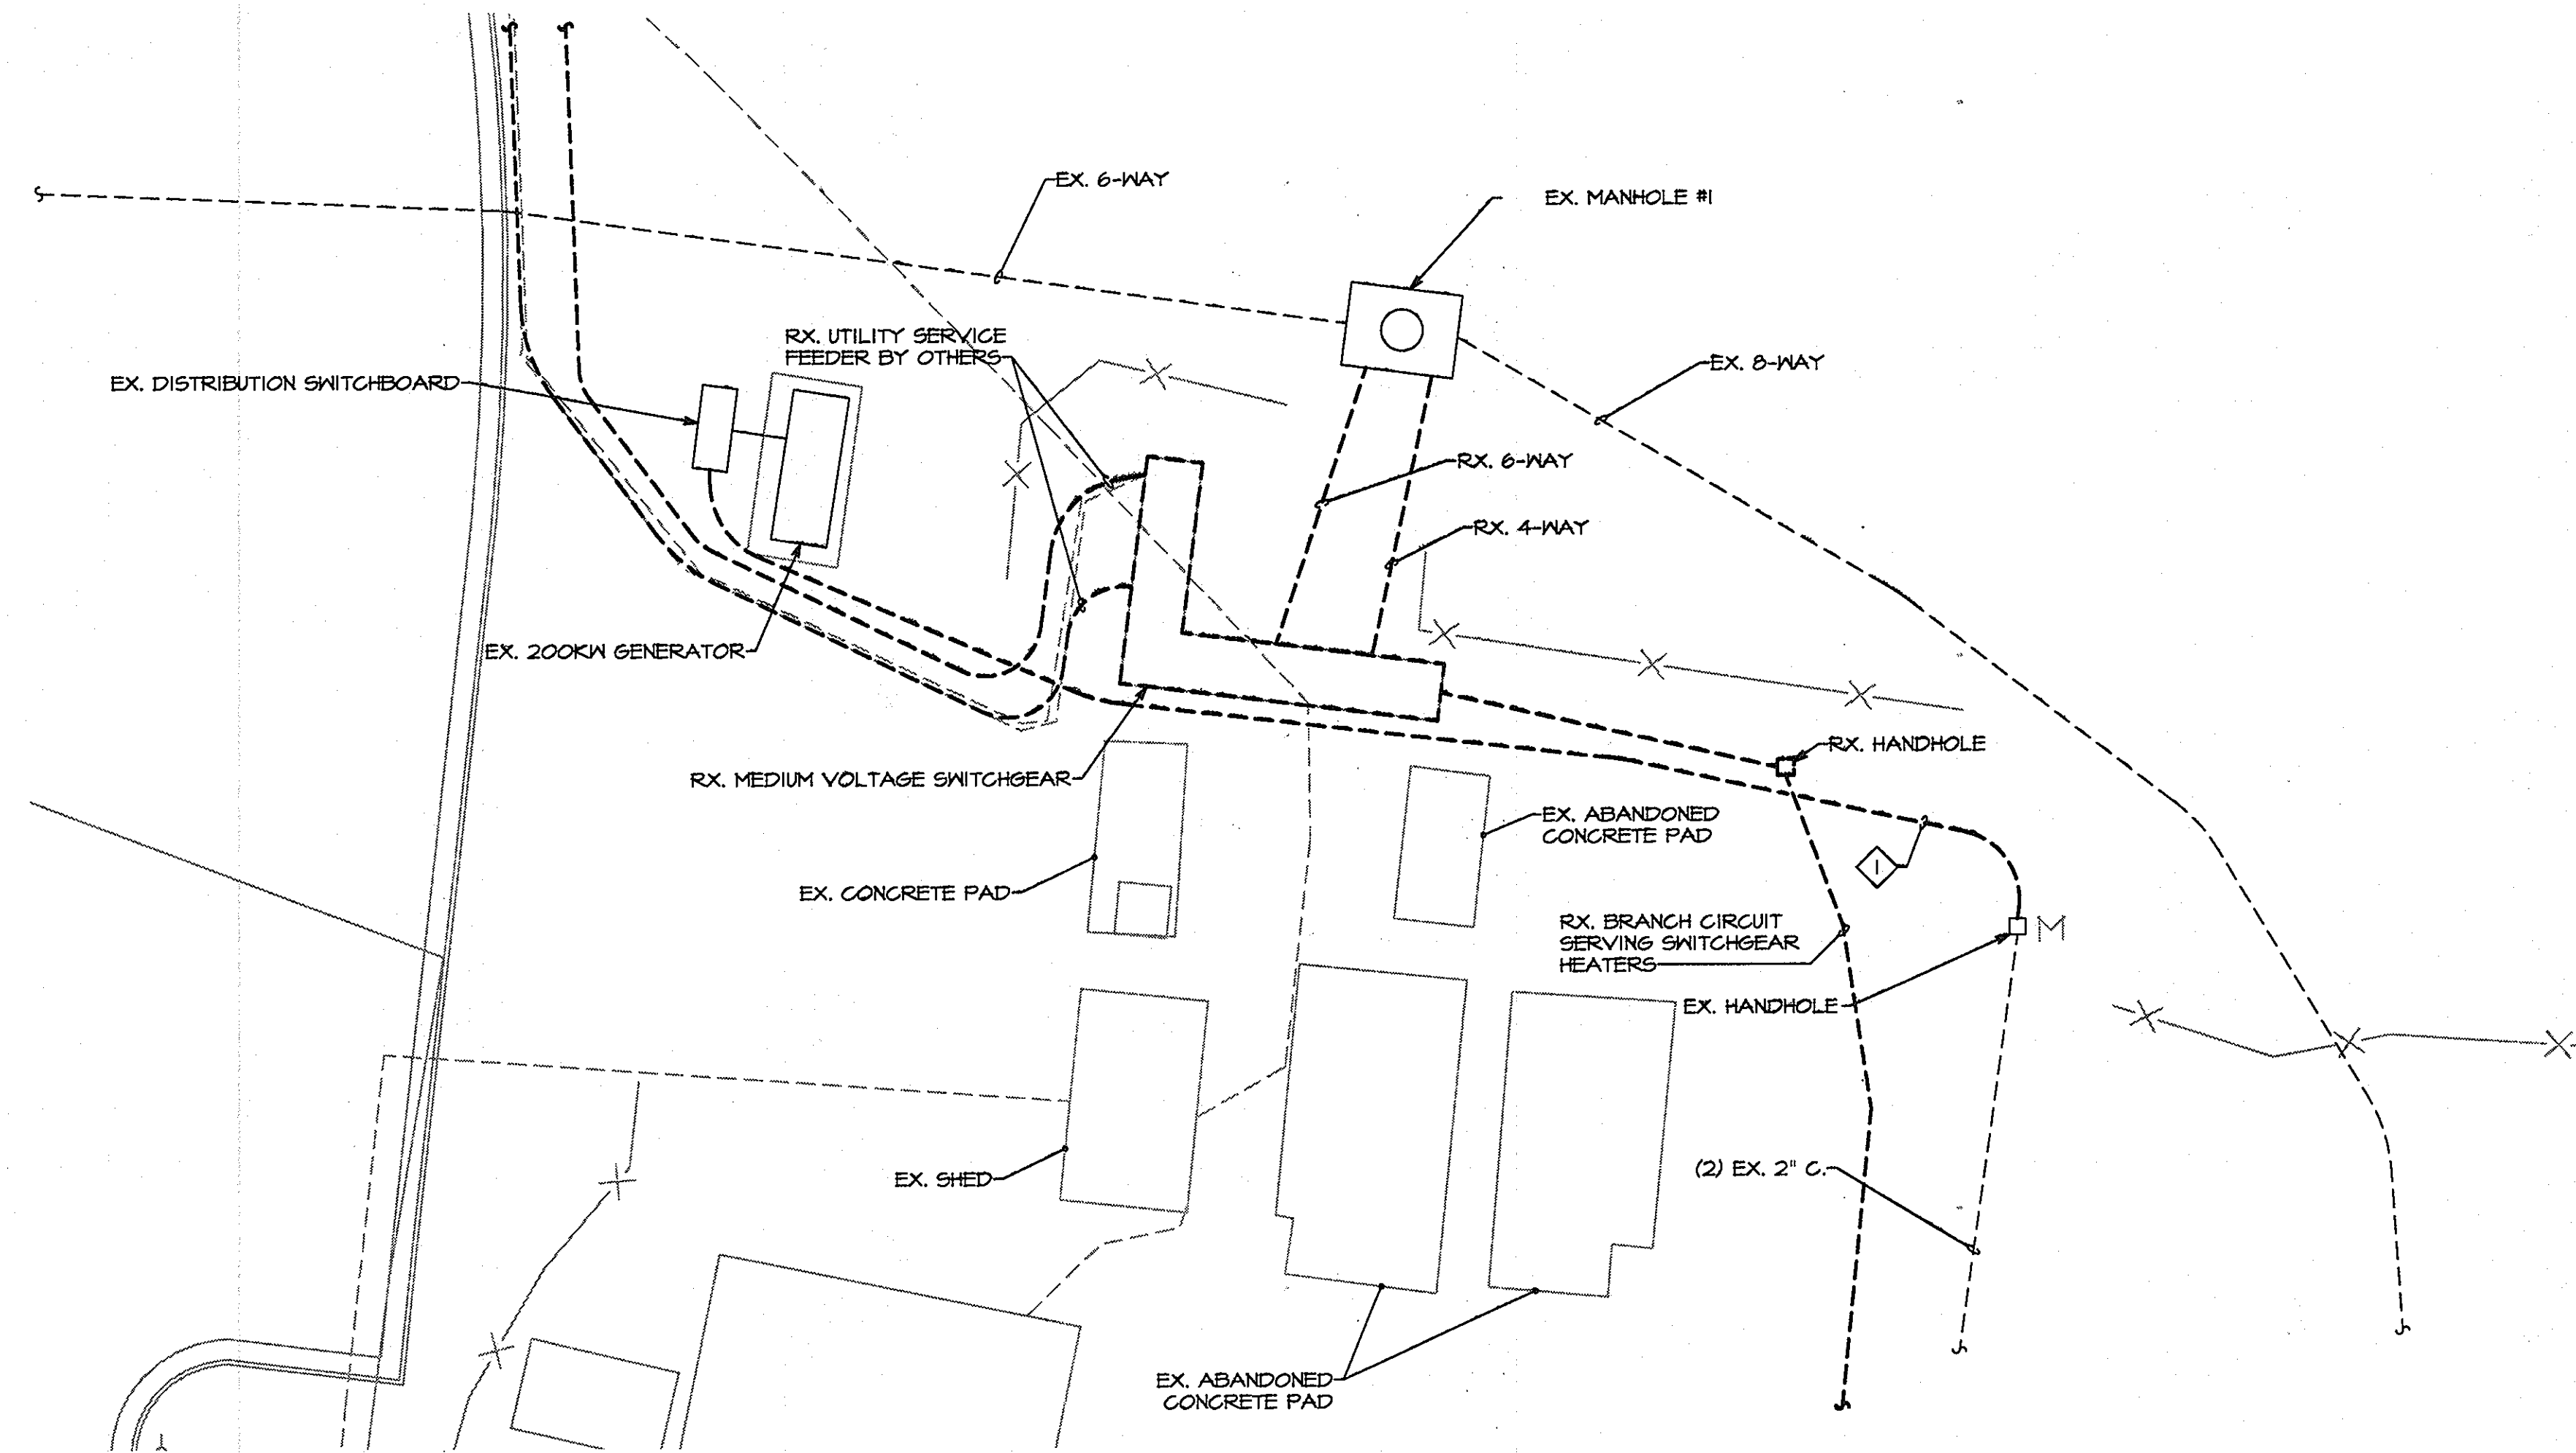 EX. 6-WAY
EX. MANHOLE #1
RX. UTILITY SERVICE
FEEDER BY OTHERS
EX. 8-WAY
EX. DISTRIBUTION SWITCHBOARD
RX. 6-WAY
RX. 4-WAY
EX. 200KW GENERATOR
RX. HANDHOLE
RX. MEDIUM VOLTAGE SWITCHGEAR
EX. ABANDONED
CONCRETE PAD
1
EX. CONCRETE PAD
RX. BRANCH CIRCUIT
SERVING SWITCHGEAR
HEATERS
M
EX. HANDHOLE
(2) EX. 2" C.
EX. SHED
EX. ABANDONED
CONCRETE PAD